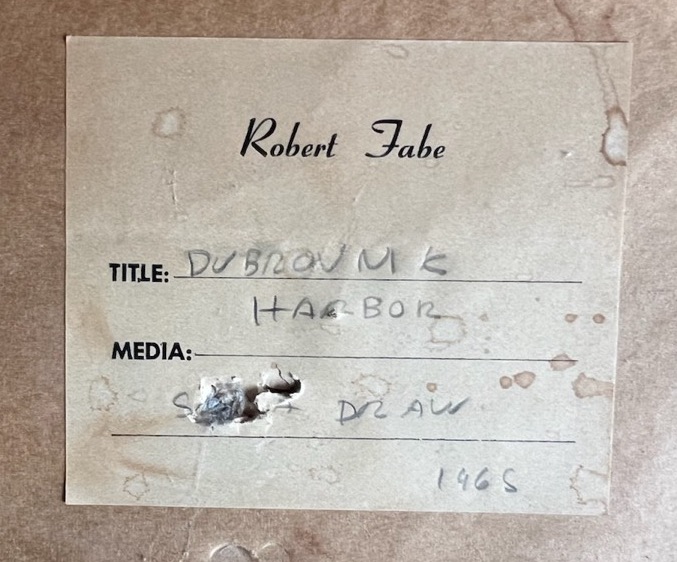 Robert Fabe
TITLE: DUBROVNIK
HARBOR
MEDIA:
DRAW
1965